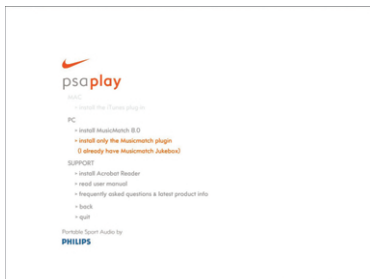 psaplay
MAC
• install the iTunes plug-in
PC
• install MusicMatch 8.0
• install only the Musicmatch plugin
(I already have Musicmatch Jukebox)
SUPPORT
• install Acrobat Reader
• read user manual
• frequently asked questions & latest product info
• back
• quit
Portable Sport Audio by
PHILIPS